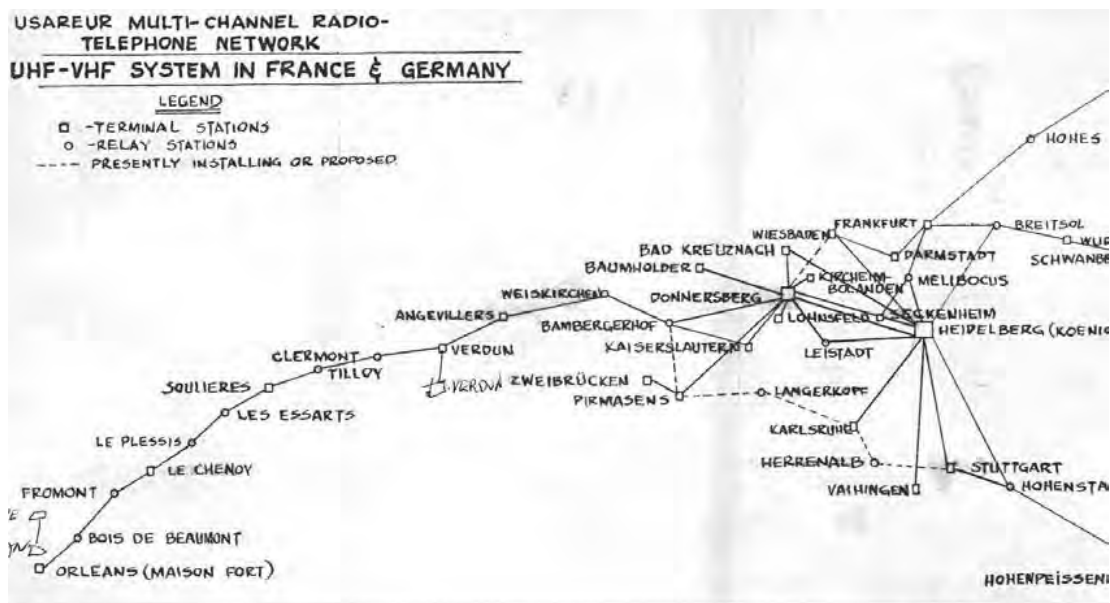 USAREUR MULTI-CHANNEL RADIO-
TELEPHONE NETWORK
UHF-VHF SYSTEM IN FRANCE & GERMANY
LEGEND
-TERMINAL STATIONS
-RELAY STATIONS
---- PRESENTLY INSTALLING OR PROPOSED.
HOHES
FRANKFURT
BREITSOL
WIESBADEN
BAD KREUZNACH
DARMSTADT
BAUMHOLDER
KIRCHEIM-
BOLANDEN
MELIBOCUS
SCHWANBE
WEISKIRCHEN
DONNERSBERG
ANGEVILLERS
BAMBERGERHOF
LOHNSFELD
SECKENHEIM
HEIDELBERG (KOENIG
CLERMONT
TILLOY
VERDUN
KAISERSLAUTERN
LEISTADT
SOULIERES
VERDUN
ZWEIBRÜCKEN
PIRMASENS
LANGERKOPF
LES ESSARTS
KARLSRUHE
LE PLESSIS
LE CHENOY
HERRENALB
STUTTGART
FROMONT
VAIHINGEN
HOHENSTA
BOIS DE BEAUMONT
ORLEANS (MAISON FORT)
HOHENPEISSEN